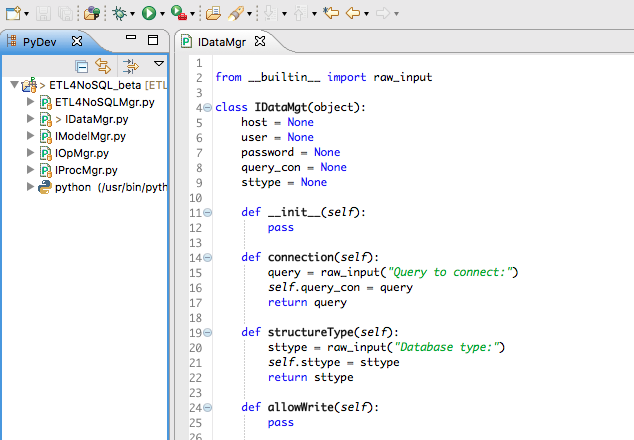 PyDev
IDataMgr
> ETL4NoSQL_beta [ETL
ETL4NoSQLMgr.py
> IDataMgr.py
IModelMgr.py
IOpMgr.py
IProcMgr.py
python (/usr/bin/pyth
1
2 from __builtin__ import raw_input
3
4 class IDataMgt(object):
5 host = None
6 user = None
7 password = None
8 query_con = None
9 sttype = None
10
11 def __init__(self):
12 pass
13
14 def connection(self):
15 query = raw_input("Query to connect:")
16 self.query_con = query
17 return query
18
19 def structureType(self):
20 sttype = raw_input("Database type:")
21 self.sttype = sttype
22 return sttype
23
24 def allowWrite(self):
25 pass